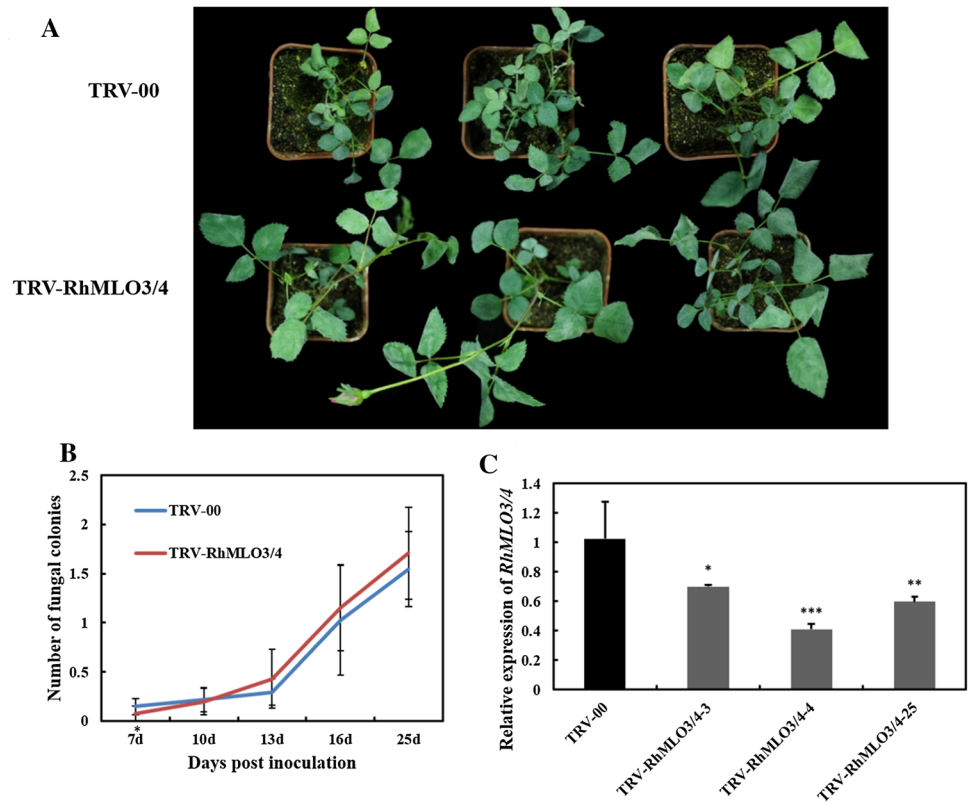 A
TRV-00
TRV-RhMLO3/4
B
Number of fungal colonies
2.5
2
1.5
1
0.5
0
TRV-00
TRV-RhMLO3/4
*
7d 10d 13d 16d 25d
Days post inoculation
C
Relative expression of RhMLO3/4
1.4
1.2
1
0.8
0.6
0.4
0.2
0
*
***
**
TRV-00
TRV-RhMLO3/4-3
TRV-RhMLO3/4-4
TRV-RhMLO3/4-25